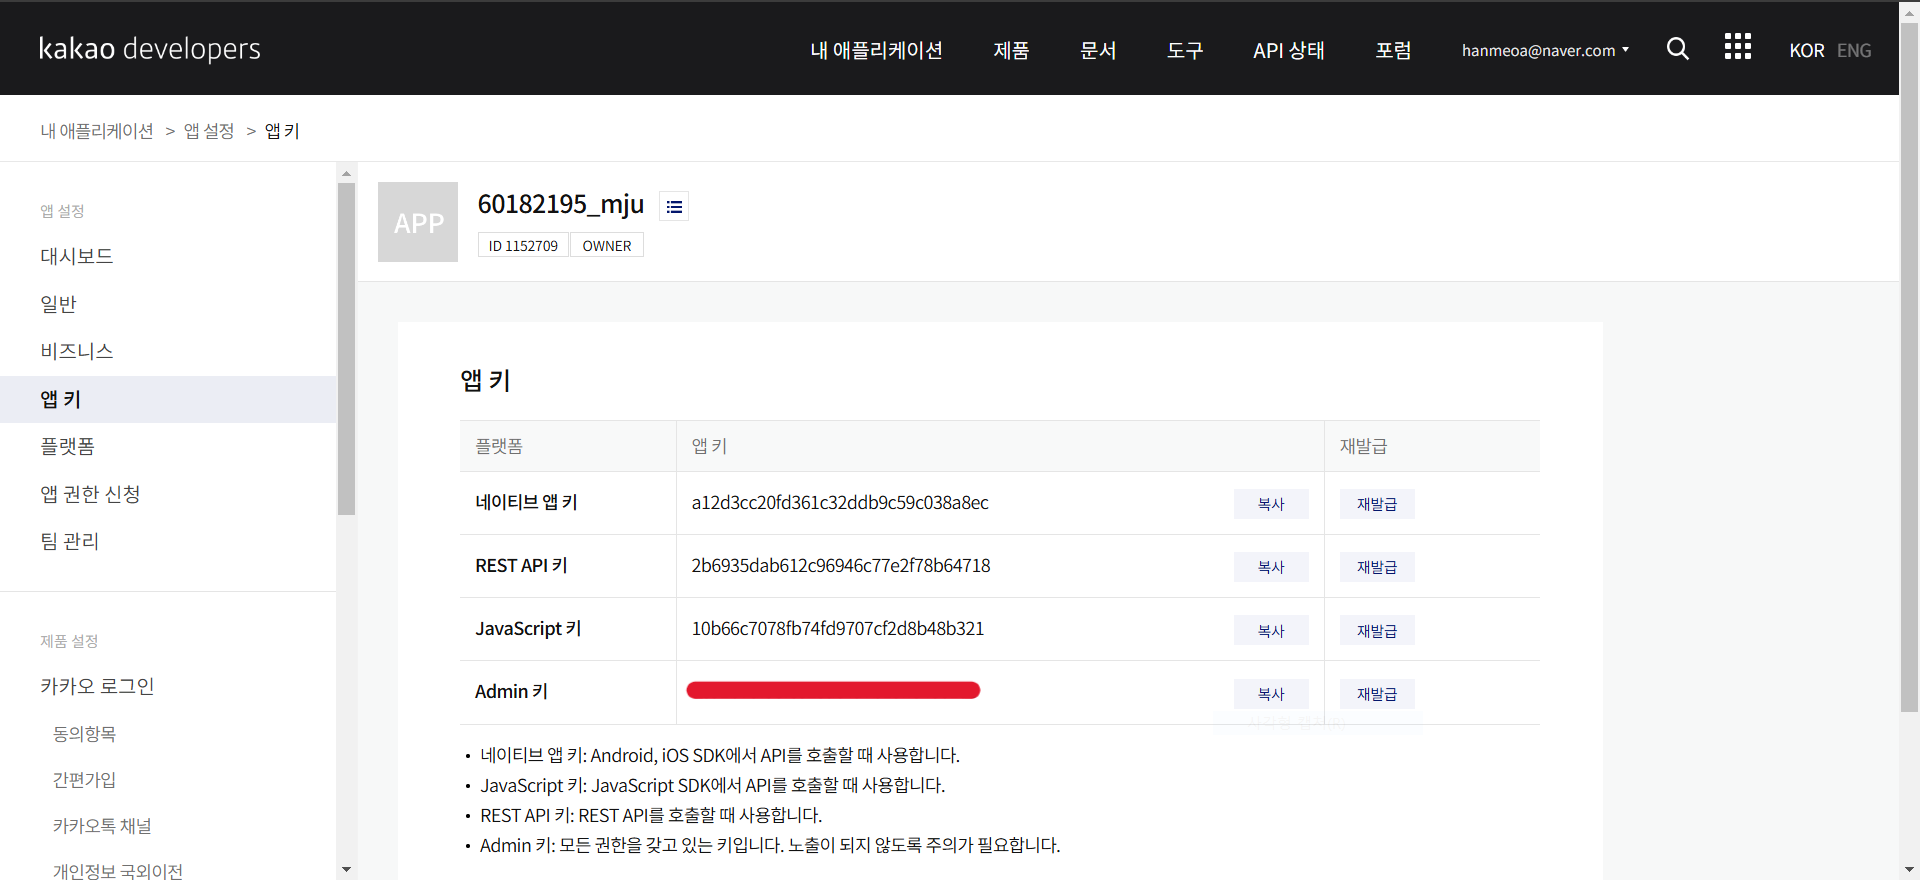 kakao developers
내 애플리케이션 제품 문서 도구 API 상태 포럼 hanmeoa@naver.com KOR ENG
내 애플리케이션 > 앱 설정 > 앱 키
앱 설정
대시보드
일반
비즈니스
앱 키
플랫폼
앱 권한 신청
팀 관리
제품 설정
카카오 로그인
동의항목
간편가입
카카오톡 채널
개인정보 국외이전
APP
60182195_mju
ID 1152709 OWNER
앱 키
플랫폼 앱 키 재발급
네이티브 앱 키 a12d3cc20fd361c32ddb9c59c038a8ec 복사 재발급
REST API 키 2b6935dab612c96946c77e2f78b64718 복사 재발급
JavaScript 키 10b66c7078fb74fd9707cf2d8b48b321 복사 재발급
Admin 키 복사 재발급
• 네이티브 앱 키: Android, iOS SDK에서 API를 호출할 때 사용합니다.
• JavaScript 키: JavaScript SDK에서 API를 호출할 때 사용합니다.
• REST API 키: REST API를 호출할 때 사용합니다.
• Admin 키: 모든 권한을 갖고 있는 키입니다. 노출이 되지 않도록 주의가 필요합니다.